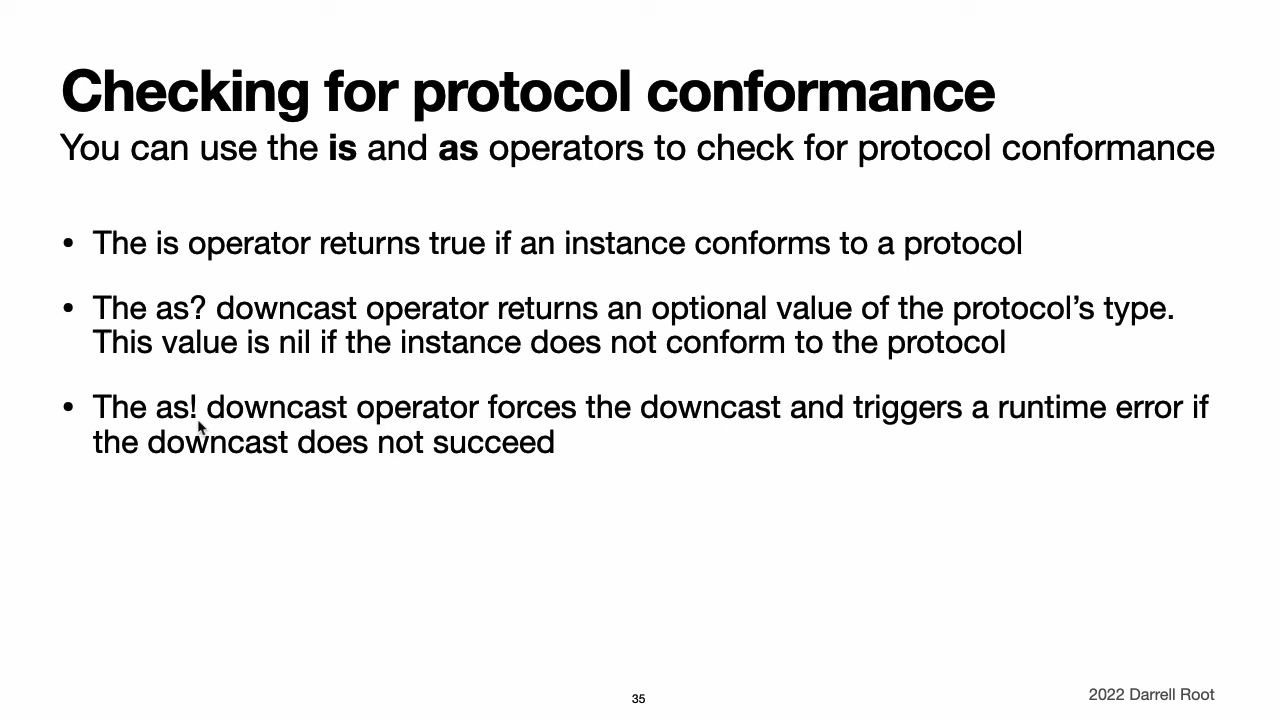 Checking for protocol conformance
You can use the is and as operators to check for protocol conformance
• The is operator returns true if an instance conforms to a protocol
• The as? downcast operator returns an optional value of the protocol’s type.
This value is nil if the instance does not conform to the protocol
• The as! downcast operator forces the downcast and triggers a runtime error if
the downcast does not succeed
35
2022 Darrell Root